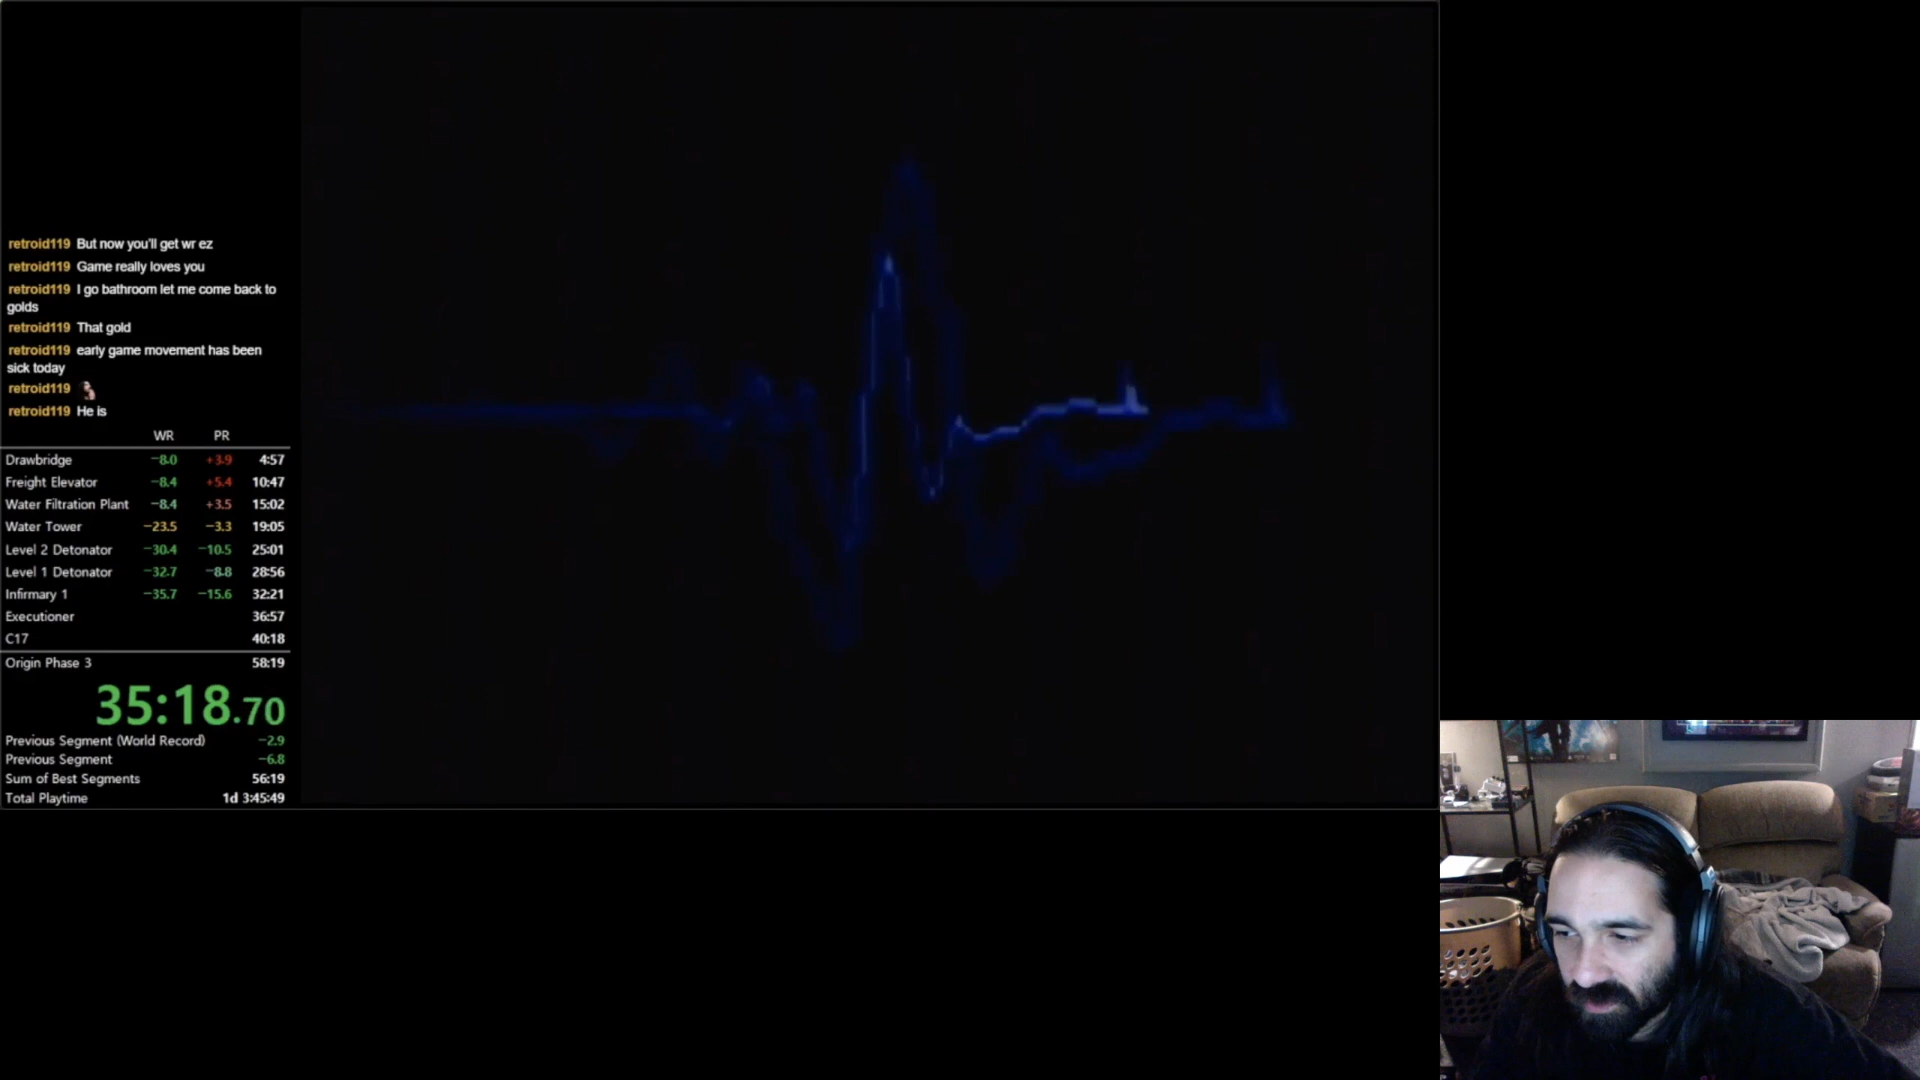 retroid119 But now you'll get wr ez
retroid119 Game really loves you
retroid119 I go bathroom let me come back to
golds
retroid119 That gold
retroid119 early game movement has been
sick today
retroid119
retroid119 He is
WR PR
Drawbridge −8.0 +3.9 4:57
Freight Elevator −8.4 +5.4 10:47
Water Filtration Plant −8.4 +3.5 15:02
Water Tower −23.5 −3.3 19:05
Level 2 Detonator −30.4 −10.5 25:01
Level 1 Detonator −32.7 −8.8 28:56
Infirmary 1 −35.7 −15.6 32:21
Executioner 36:57
C17 40:18
Origin Phase 3 58:19
35:18.70
Previous Segment (World Record) −2.9
Previous Segment −6.8
Sum of Best Segments 56:19
Total Playtime 1d 3:45:49